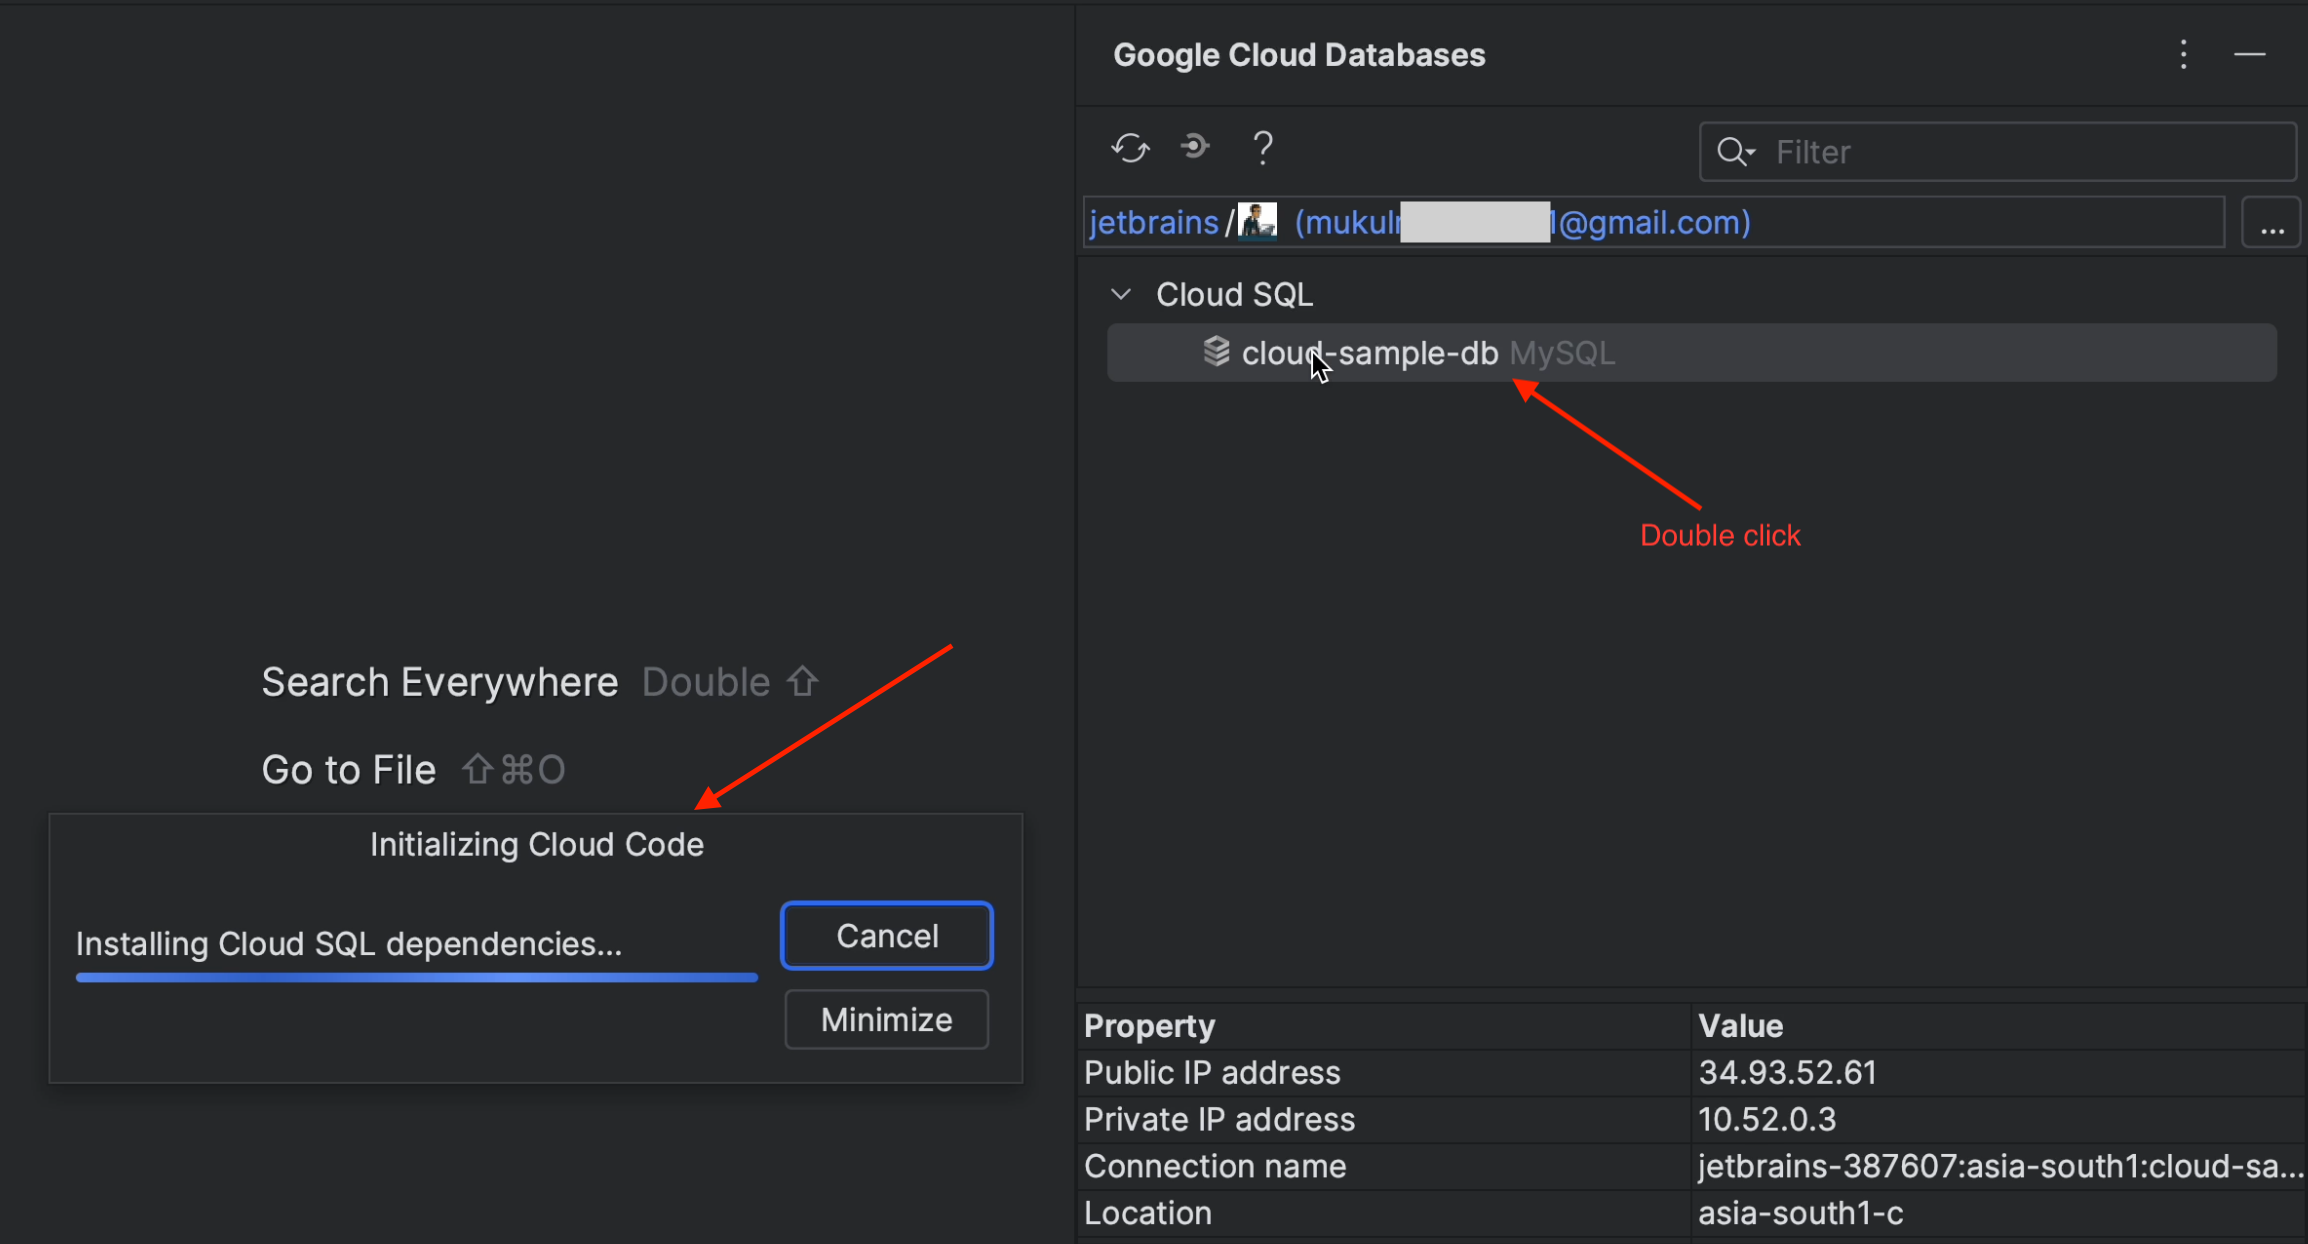 Google Cloud Databases
? Filter
jetbrains / (mukulr 1@gmail.com) ...
Cloud SQL
cloud-sample-db MySQL
Double click
Search Everywhere Double ⇧
Go to File ⇧⌘O
Initializing Cloud Code
Installing Cloud SQL dependencies...
Cancel
Minimize
Property Value
Public IP address 34.93.52.61
Private IP address 10.52.0.3
Connection name jetbrains-387607:asia-south1:cloud-sa...
Location asia-south1-c